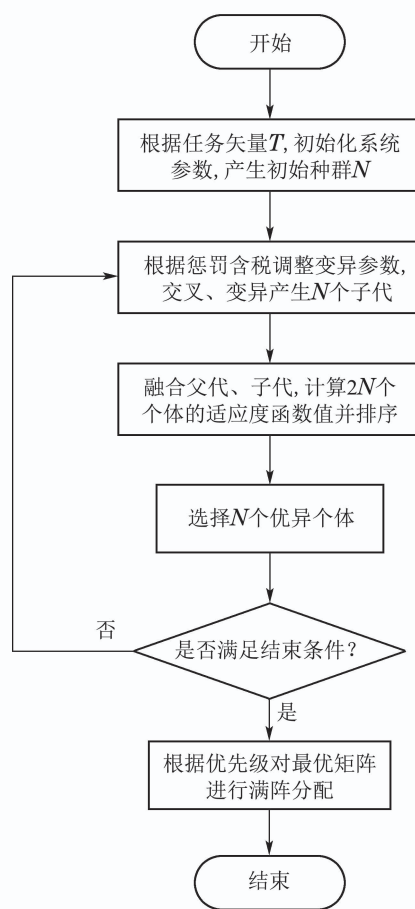 开始
根据任务矢量T, 初始化系统
参数, 产生初始种群N
根据惩罚含税调整变异参数,
交叉、变异产生N个子代
融合父代、子代, 计算2N个
个体的适应度函数值并排序
选择N个优异个体
否
是否满足结束条件?
是
根据优先级对最优矩阵
进行满阵分配
结束